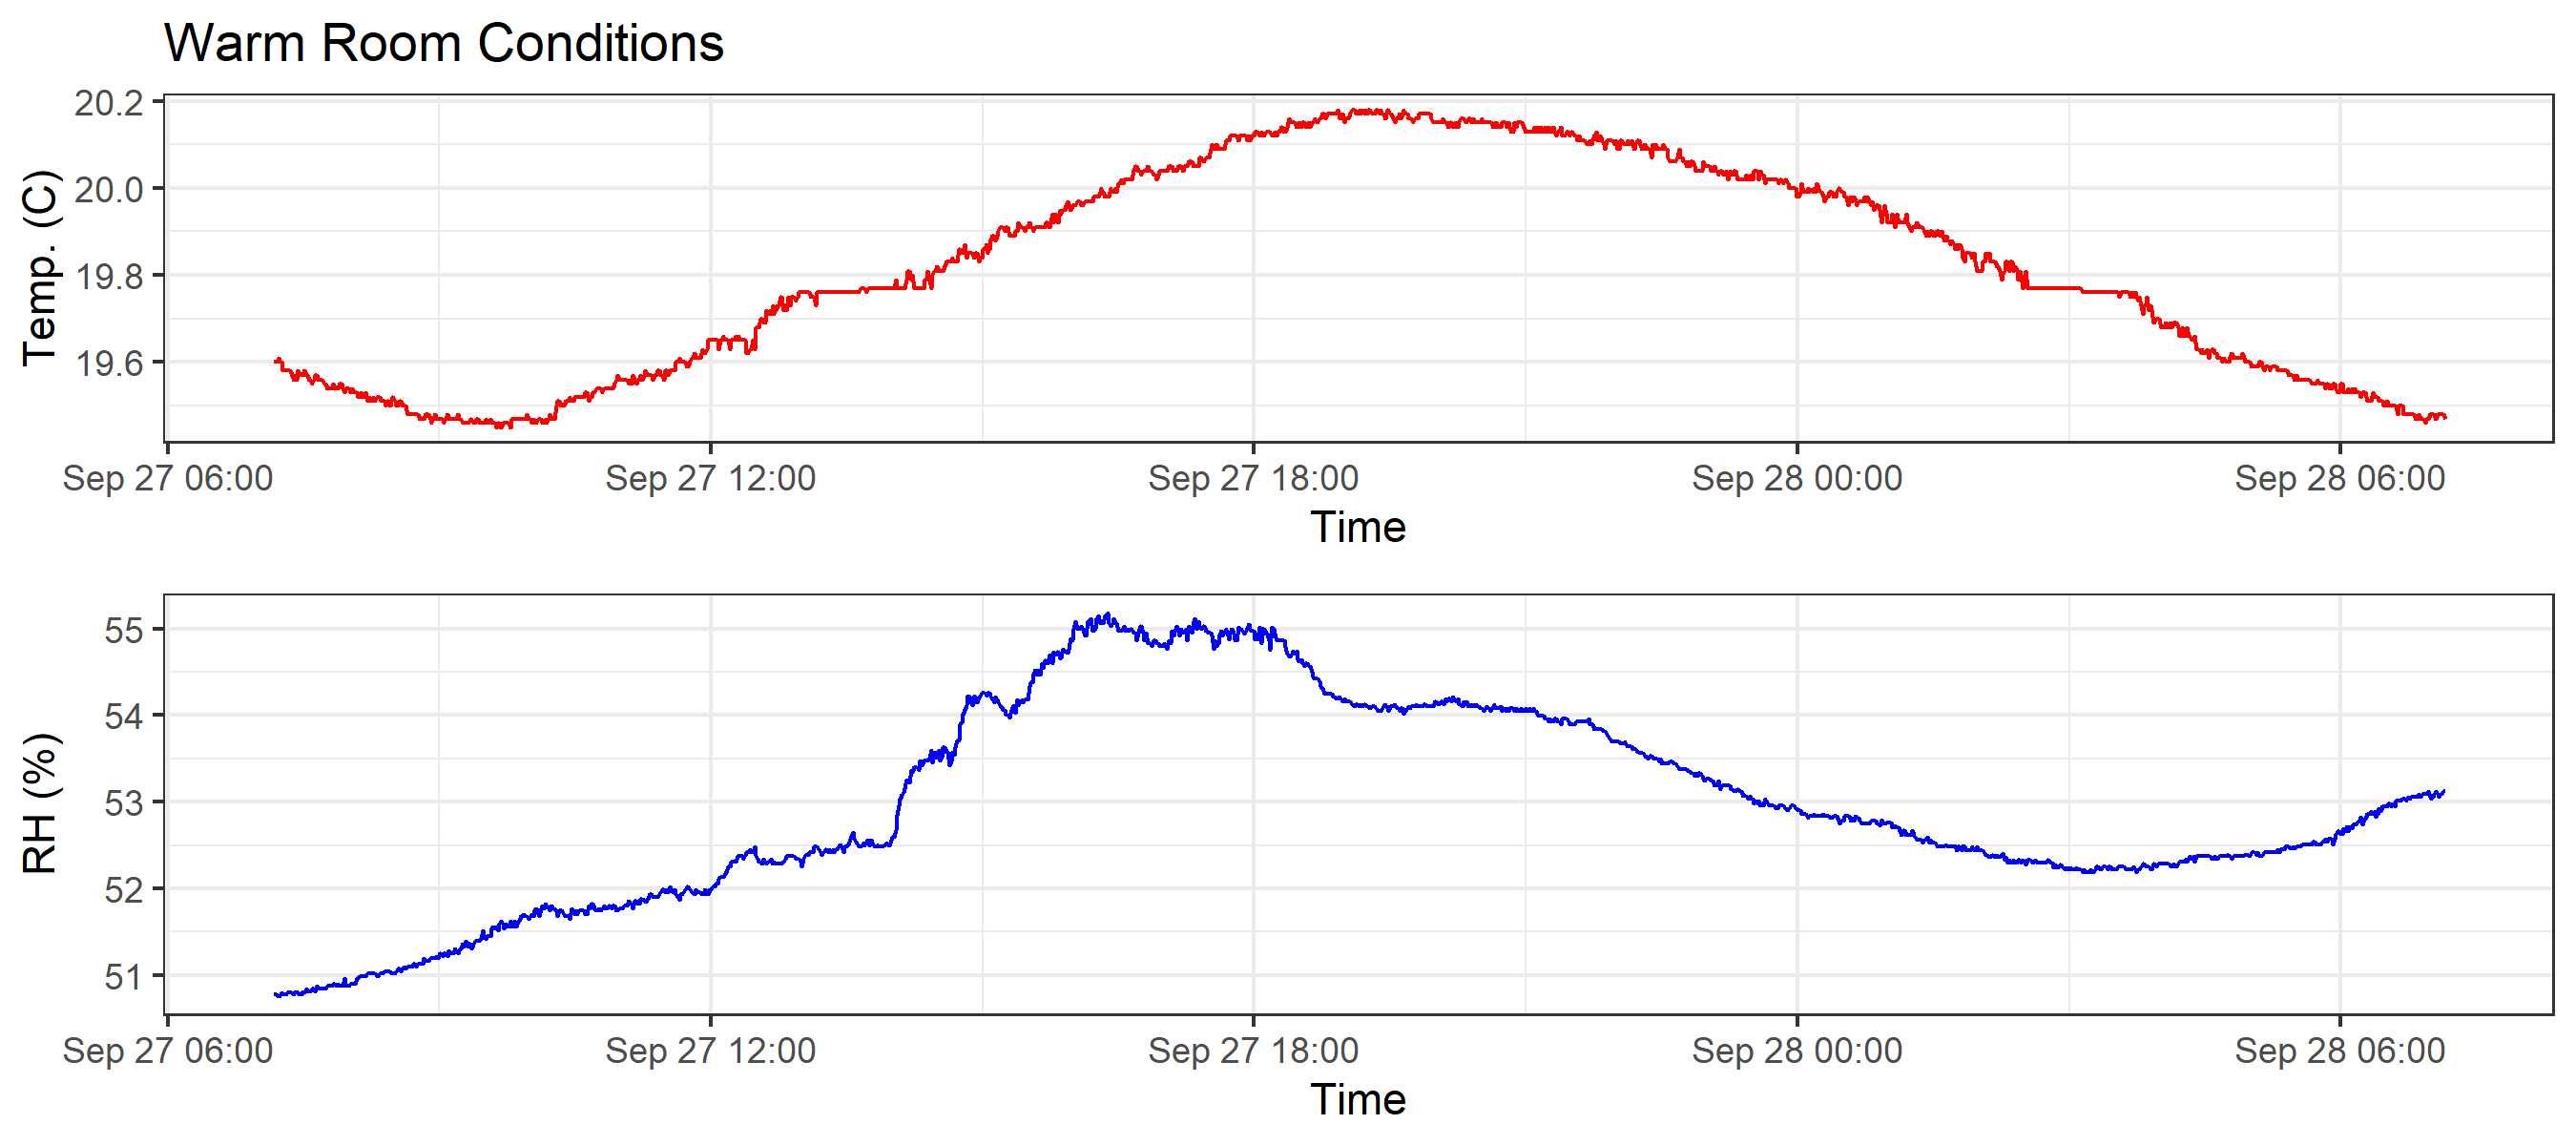 Warm Room Conditions
Temp. (C)
20.2
20.0
19.8
19.6
Sep 27 06:00 Sep 27 12:00 Sep 27 18:00 Sep 28 00:00 Sep 28 06:00
Time
RH (%)
55
54
53
52
51
Sep 27 06:00 Sep 27 12:00 Sep 27 18:00 Sep 28 00:00 Sep 28 06:00
Time